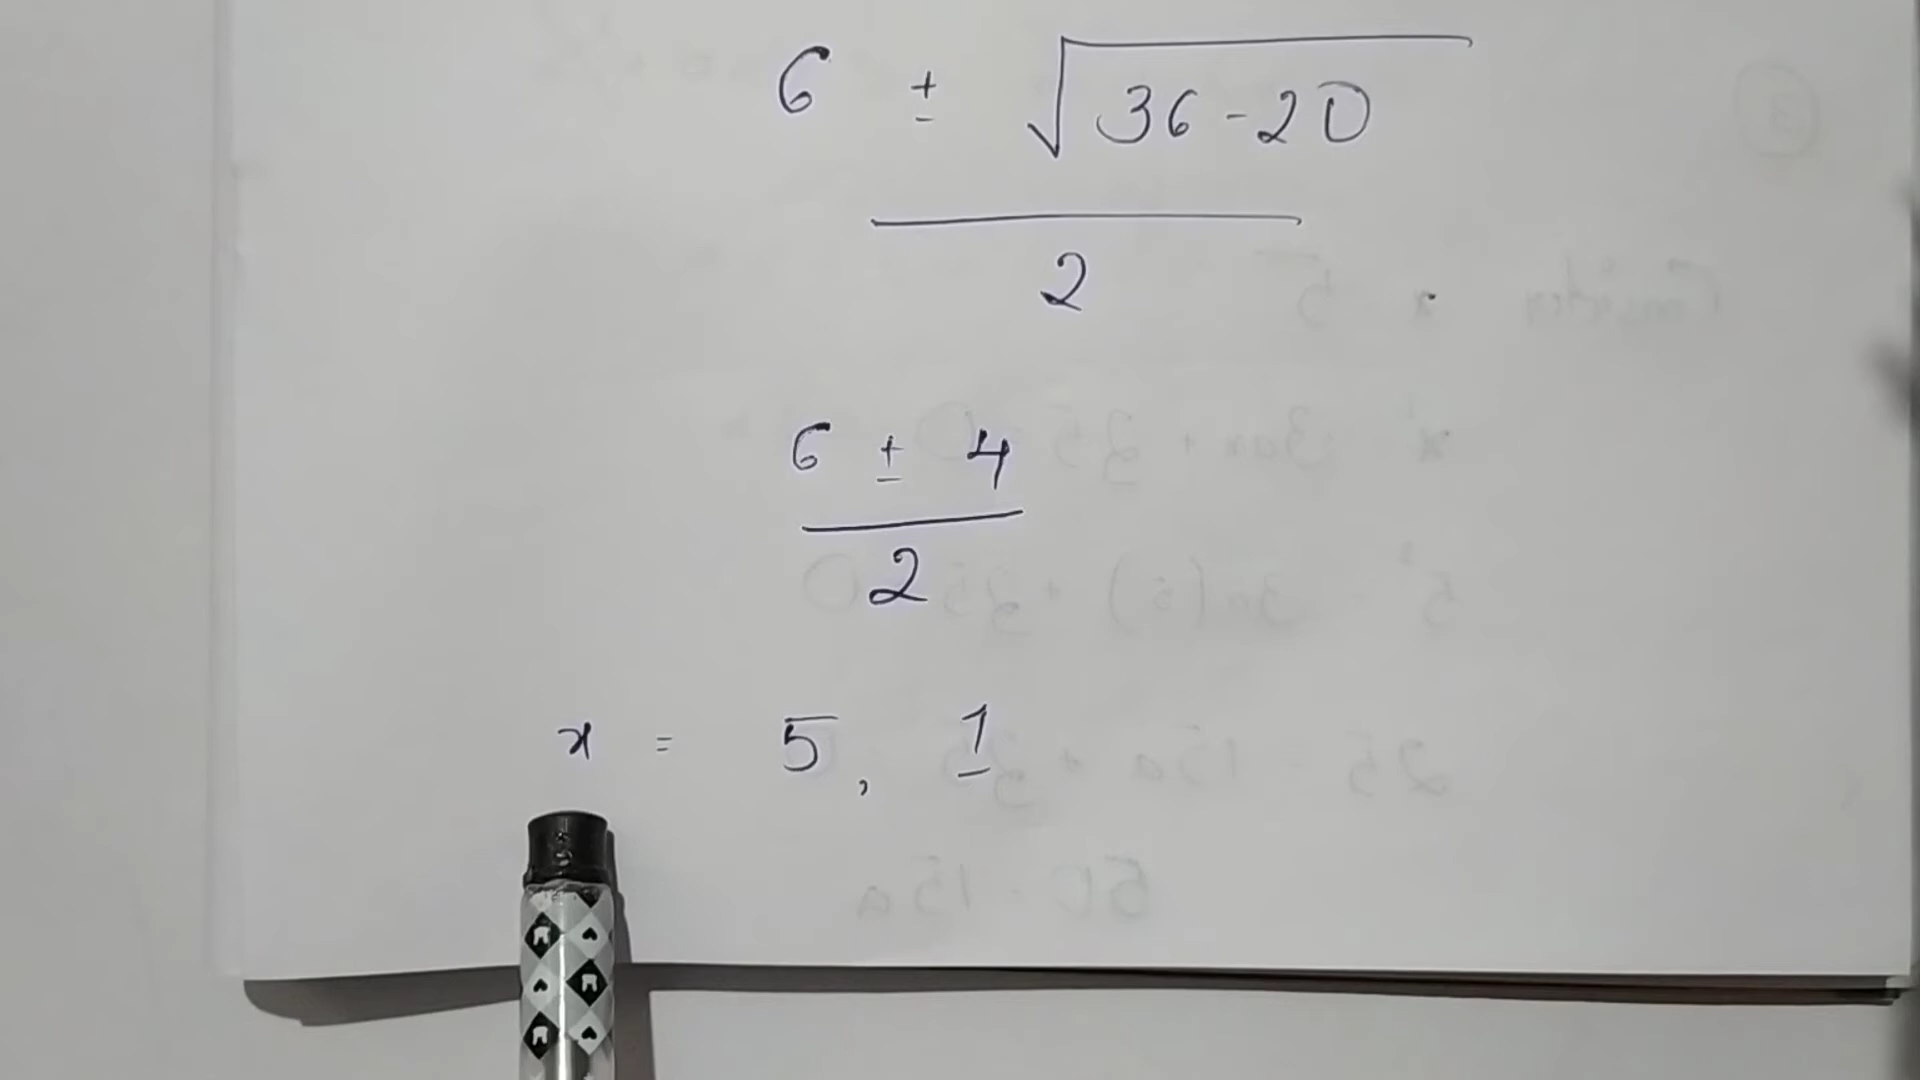 6 ± √36-20
2
6 ± 4
2
x = 5, 1